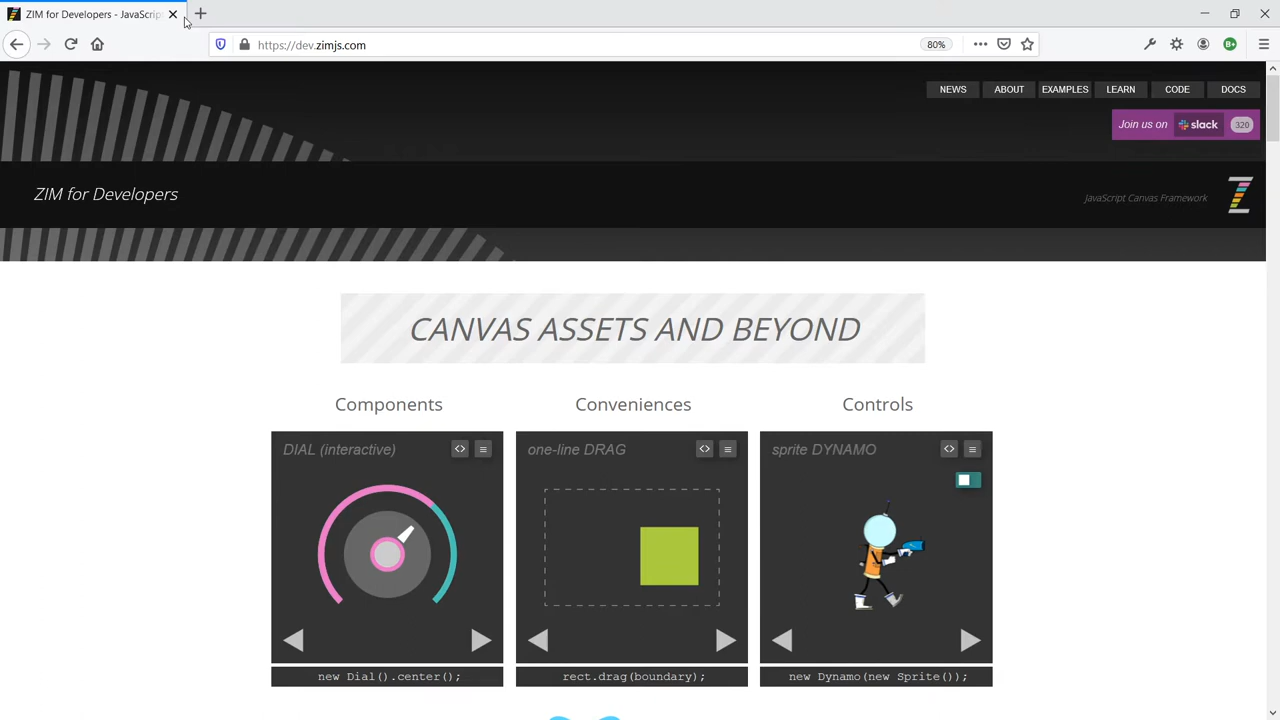 ZIM for Developers - JavaScrip
https://dev.zimjs.com
80%
B+
NEWS
ABOUT
EXAMPLES
LEARN
CODE
DOCS
Join us on slack 320
ZIM for Developers
JavaScript Canvas Framework
CANVAS ASSETS AND BEYOND
Components
Conveniences
Controls
DIAL (interactive)
one-line DRAG
sprite DYNAMO
new Dial().center();
rect.drag(boundary);
new Dynamo(new Sprite());